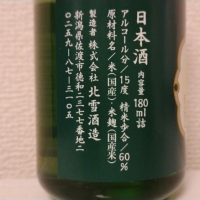 日本酒 内容量180ml詰
アルコール分/15度 精米歩合/60%
原材料名/米(国産)・米麹(国産米)
製造者 株式会社 北雪酒造
新潟県佐渡市徳和二三七七番地二
〇二五九-八七-三一〇五